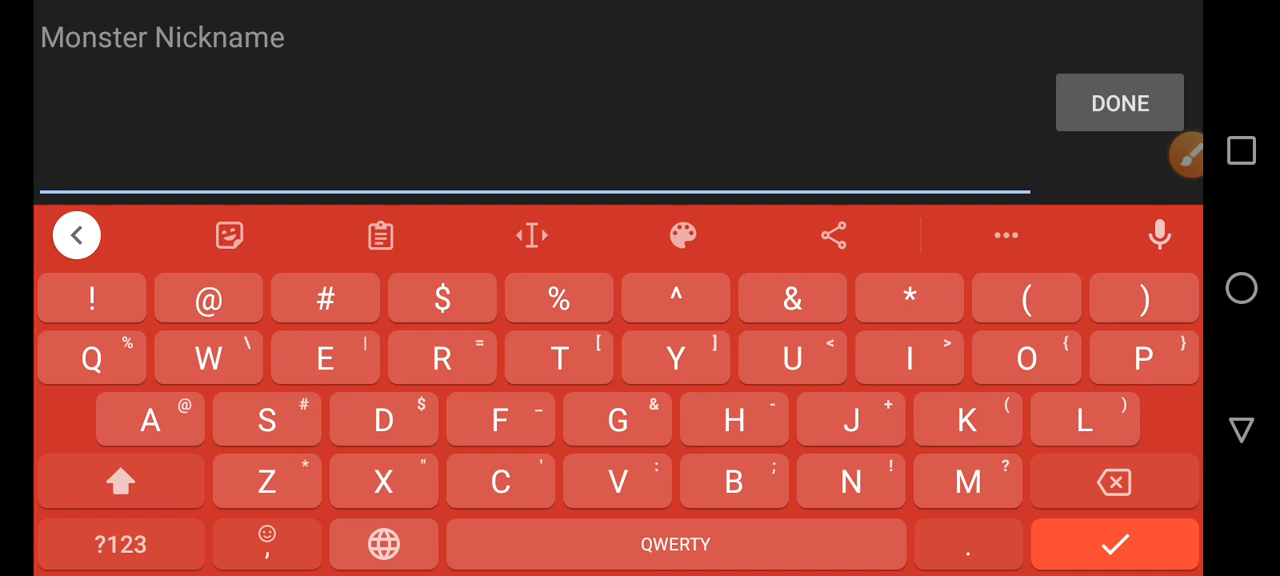 Monster Nickname
DONE
! @ # $ % ^ & * ( )
Q % W \ E | R = T [ Y ] U < I > O { P }
A @ S # D $ F _ G & H - J + K ( L )
Z * X " C ' V : B ; N ! M ?
?123 , QWERTY .